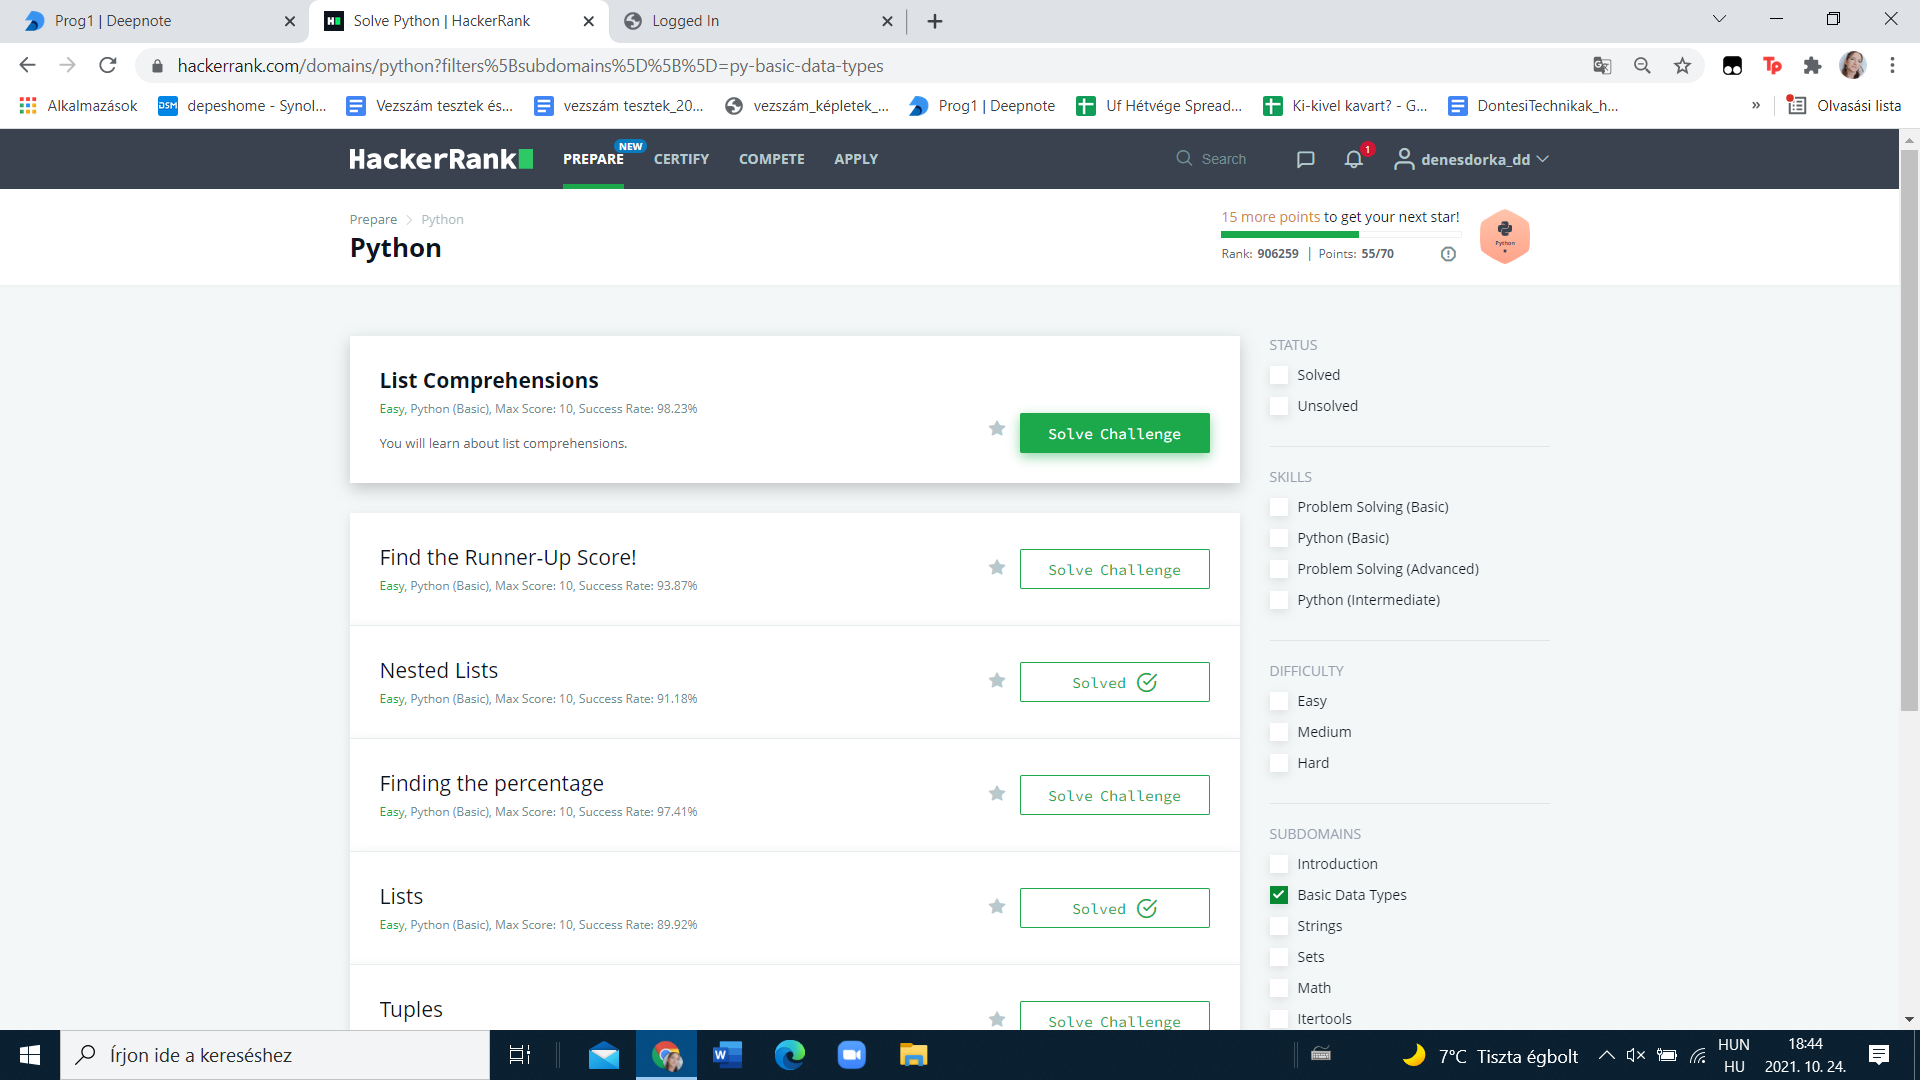 Prog1 | Deepnote
Solve Python | HackerRank
Logged In
hackerrank.com/domains/python?filters%5Bsubdomains%5D%5B%5D=py-basic-data-types
Alkalmazások
DSM depeshome - Synol...
Vezszám tesztek és...
vezszám tesztek_20...
vezszám_képletek_...
Prog1 | Deepnote
Uf Hétvége Spread...
Ki-kivel kavart? - G...
DontesiTechnikak_h...
»
Olvasási lista
HackerRank
PREPARE NEW
CERTIFY
COMPETE
APPLY
Search
1
denesdorka_dd
Prepare > Python
Python
15 more points to get your next star!
Rank: 906259 | Points: 55/70
Python
List Comprehensions
Easy, Python (Basic), Max Score: 10, Success Rate: 98.23%
You will learn about list comprehensions.
Solve Challenge
Find the Runner-Up Score!
Easy, Python (Basic), Max Score: 10, Success Rate: 93.87%
Solve Challenge
Nested Lists
Easy, Python (Basic), Max Score: 10, Success Rate: 91.18%
Solved
Finding the percentage
Easy, Python (Basic), Max Score: 10, Success Rate: 97.41%
Solve Challenge
Lists
Easy, Python (Basic), Max Score: 10, Success Rate: 89.92%
Solved
Tuples
Solve Challenge
STATUS
Solved
Unsolved
SKILLS
Problem Solving (Basic)
Python (Basic)
Problem Solving (Advanced)
Python (Intermediate)
DIFFICULTY
Easy
Medium
Hard
SUBDOMAINS
Introduction
Basic Data Types
Strings
Sets
Math
Itertools
Írjon ide a kereséshez
7°C Tiszta égbolt
HUN
HU
18:44
2021. 10. 24.